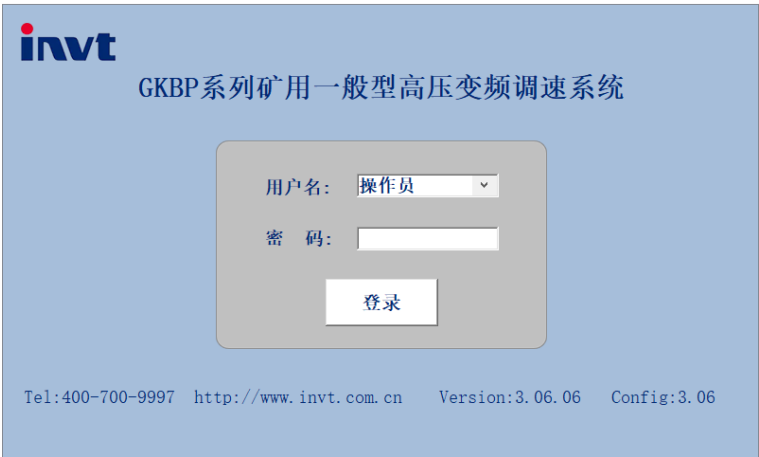 invt
GKBP系列矿用一般型高压变频调速系统
用户名: 操作员
密 码:
登录
Tel:400-700-9997 http://www.invt.com.cn Version:3.06.06 Config:3.06